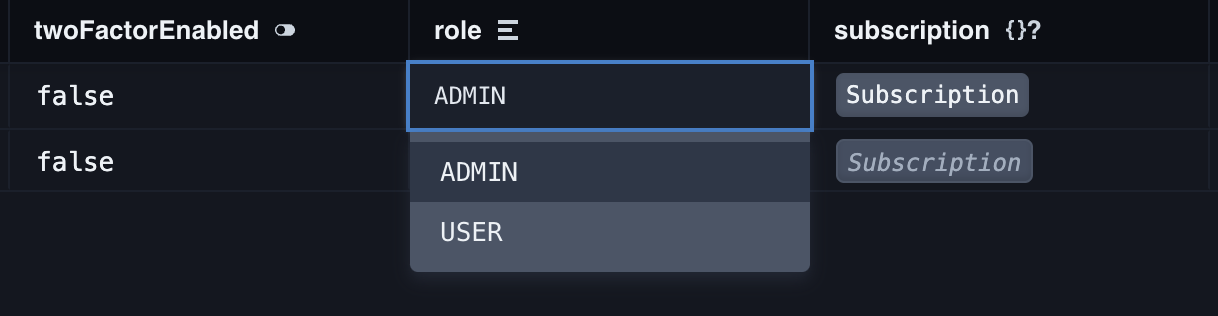 twoFactorEnabled role subscription {}?
false ADMIN Subscription
false ADMIN Subscription
USER